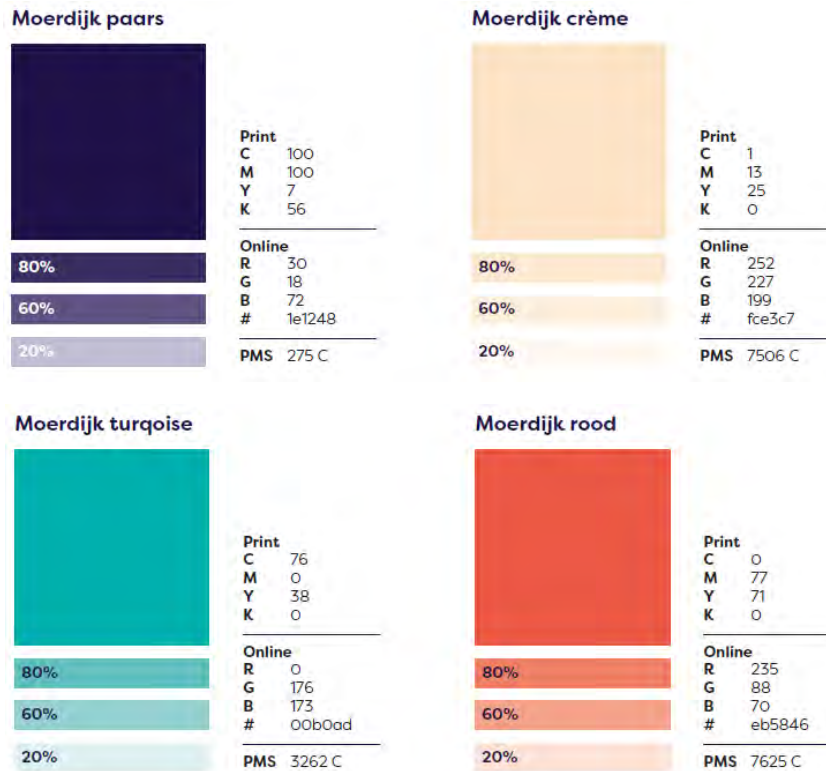 Moerdijk paars
Print
C 100
M 100
Y 7
K 56
80%
60%
20%
Online
R 30
G 18
B 72
# 1e1248
PMS 275 C
Moerdijk crème
Print
C 1
M 13
Y 25
K 0
80%
60%
20%
Online
R 252
G 227
B 199
# fce3c7
PMS 7506 C
Moerdijk turqoise
Print
C 76
M 0
Y 38
K 0
80%
60%
20%
Online
R 0
G 176
B 173
# 00b0ad
PMS 3262 C
Moerdijk rood
Print
C 0
M 77
Y 71
K 0
80%
60%
20%
Online
R 235
G 88
B 70
# eb5846
PMS 7625 C